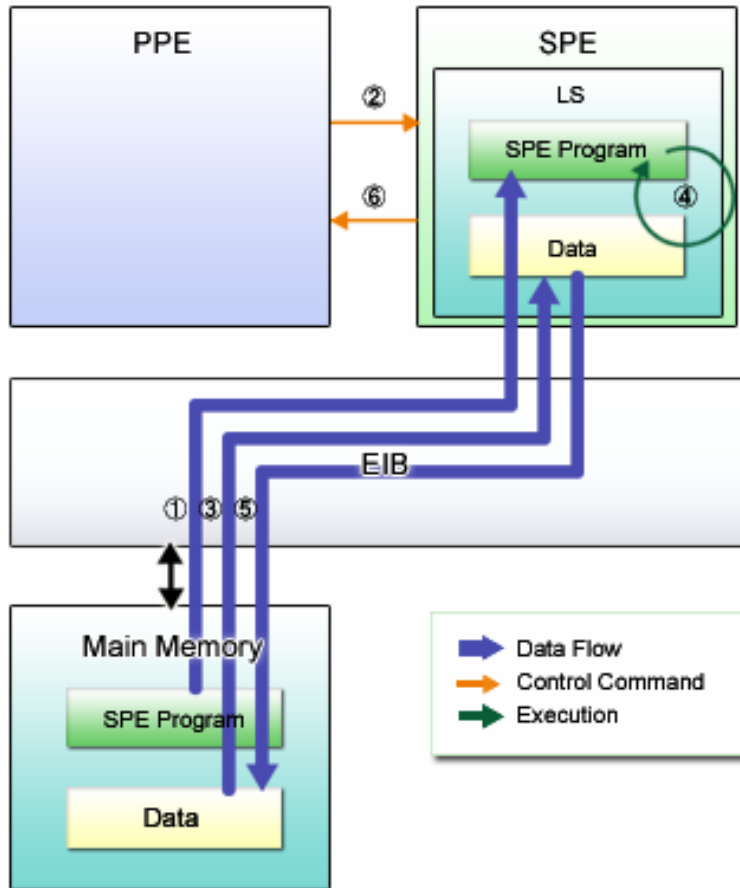 PPE
SPE
LS
②
SPE Program
④
⑥
Data
EIB
① ③ ⑤
Main Memory
SPE Program
Data
Data Flow
Control Command
Execution